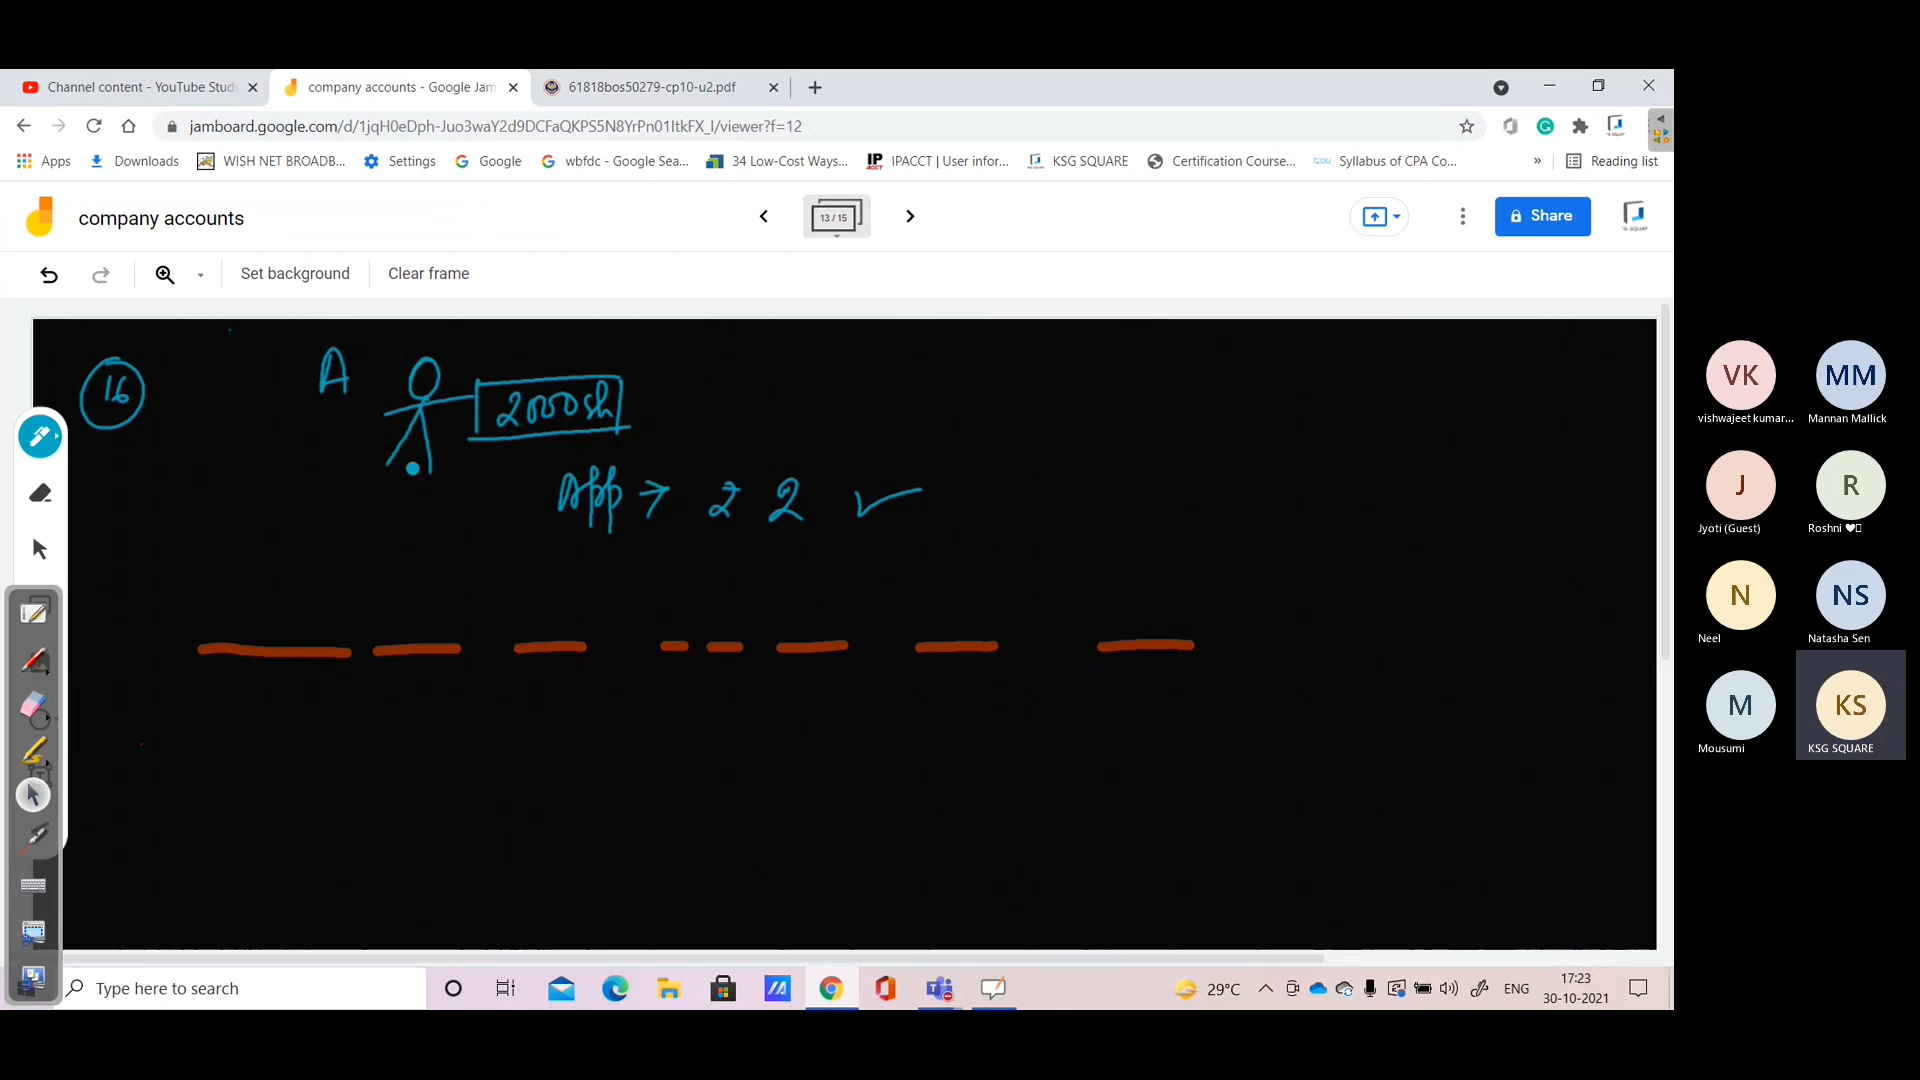 Channel content - YouTube Studi
company accounts - Google Jam
61818bos50279-cp10-u2.pdf
jamboard.google.com/d/1jqH0eDph-Juo3waY2d9DCFaQKPS5N8YrPn01ItkFX_I/viewer?f=12
Apps Downloads WISH NET BROADB... Settings Google wbfdc - Google Sea... 34 Low-Cost Ways... IPACCT | User infor... KSG SQUARE Certification Course... Syllabus of CPA Co... » Reading list
company accounts
13 / 15
Share
Set background Clear frame
16
A
2000sh
App → 2 2 ✓
VK MM
vishwajeet kumar... Mannan Mallick
J R
Jyoti (Guest) Roshni ❤
N NS
Neel Natasha Sen
M KS
Mousumi KSG SQUARE
Type here to search
29°C ENG
17:23
30-10-2021